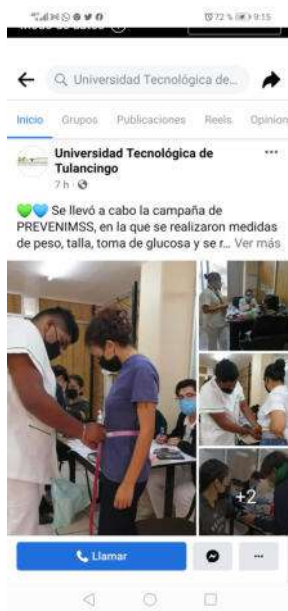 72 % 9:15
Universidad Tecnológica de...
Inicio Grupos Publicaciones Reels Opinion
Universidad Tecnológica de
Tulancingo
7 h
Se llevó a cabo la campaña de
PREVENIMSS, en la que se realizaron medidas
de peso, talla, toma de glucosa y se r... Ver más
+2
Llamar